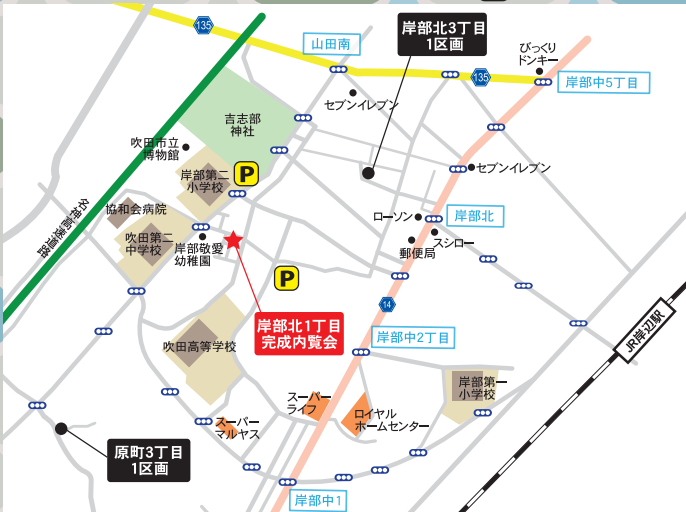 135
山田南
岸部北3丁目
1区画
びっくり
ドンキー
135
岸部中5丁目
セブンイレブン
吉志部
神社
吹田市立
博物館
岸部第二
小学校
P
セブンイレブン
協和会病院
ローソン
岸部北
名神高速道路
吹田第二
中学校
岸部敬愛
幼稚園
郵便局
スシロー
P
14
岸部北1丁目
完成内覧会
JR岸辺駅
岸部中2丁目
吹田高等学校
岸部第一
小学校
スーパー
ライフ
ロイヤル
ホームセンター
スーパー
マルヤス
原町3丁目
1区画
岸部中1